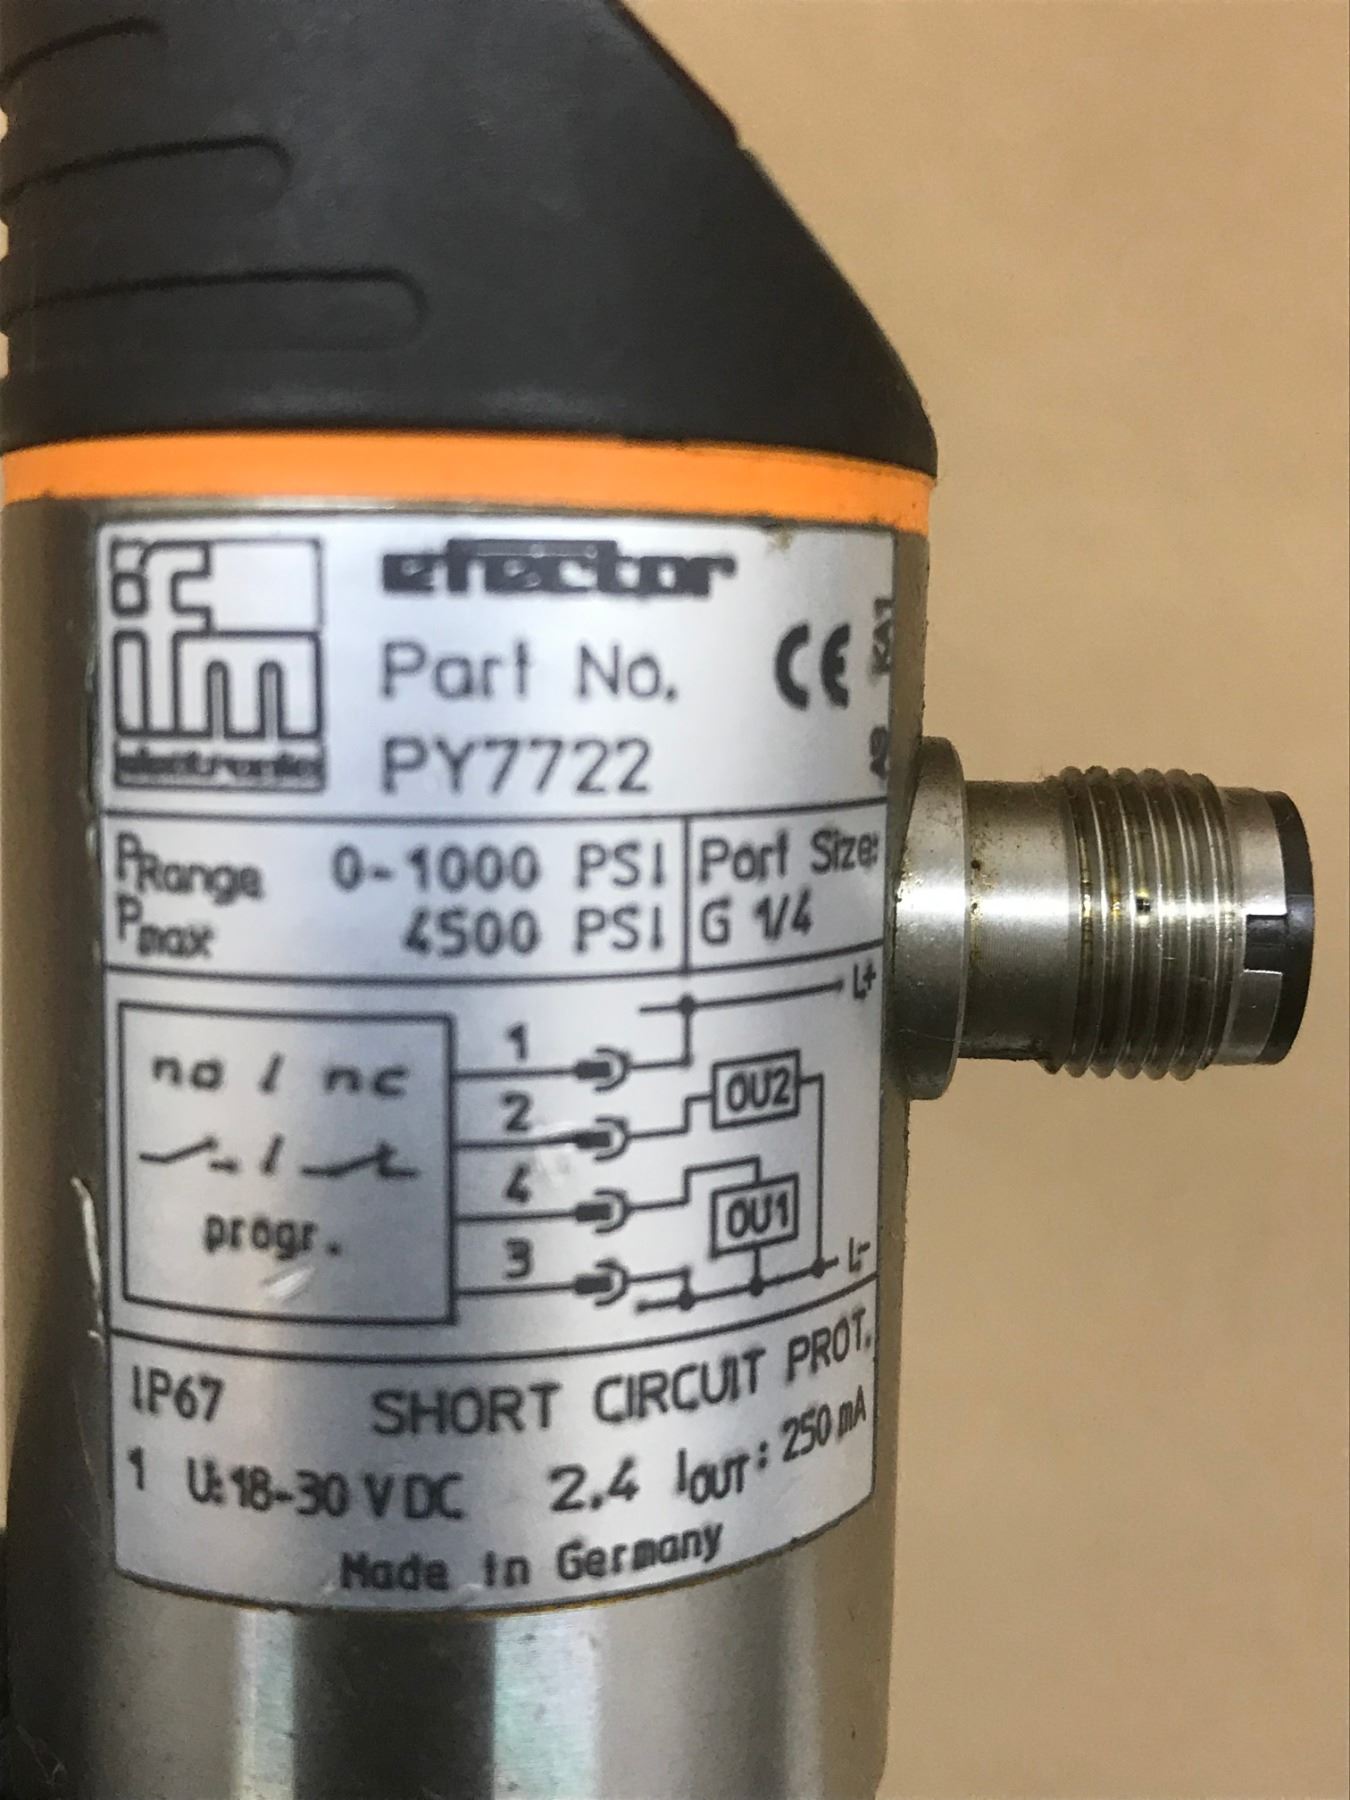 ifm electronic
efector
Part No.
PY7722
CE
KA1
PRange 0-1000 PSI
Pmax 4500 PSI
Port Size:
G 1/4
no / nc
progr.
1
2
4
3
L+
OU2
OU1
L-
IP67 SHORT CIRCUIT PROT.
1 U:18-30 V DC 2,4 IOUT: 250 mA
Made in Germany